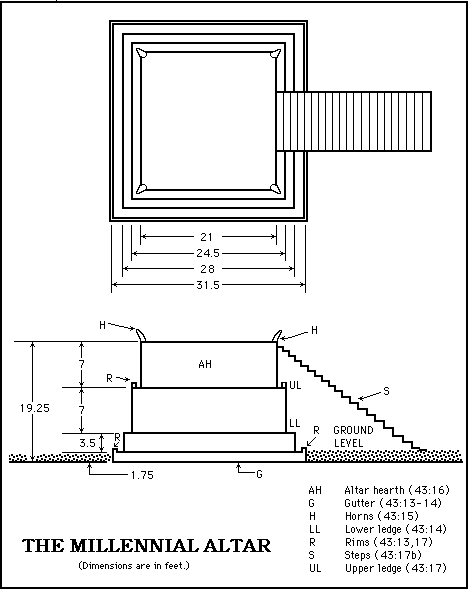 21
24.5
28
31.5
H
H
AH
7
R
UL
S
19.25
7
LL
3.5
R
R GROUND
LEVEL
1.75
G
AH Altar hearth (43:16)
G Gutter (43:13-14)
H Horns (43:15)
LL Lower ledge (43:14)
R Rims (43:13,17)
S Steps (43:17b)
UL Upper ledge (43:17)
THE MILLENNIAL ALTAR
(Dimensions are in feet.)